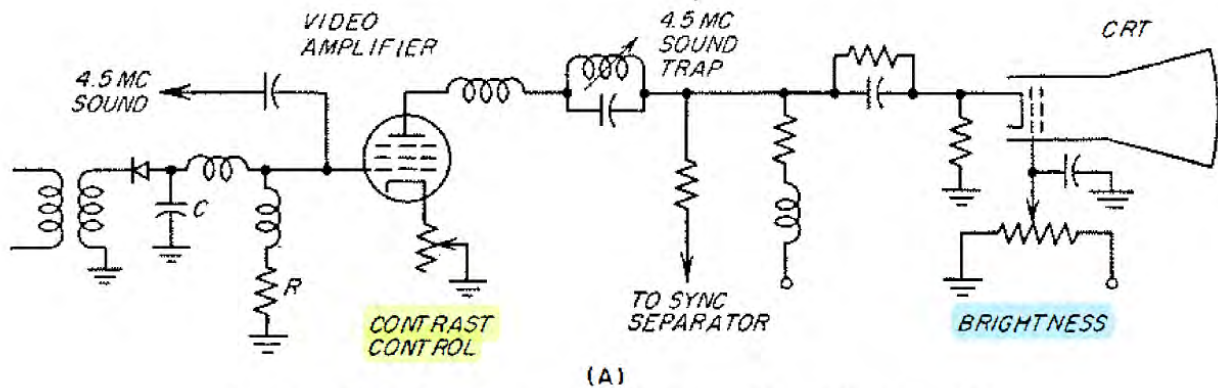 VIDEO
AMPLIFIER
4.5 MC
SOUND
TRAP
CRT
4.5 MC
SOUND
C
R
CONTRAST
CONTROL
TO SYNC
SEPARATOR
BRIGHTNESS
(A)